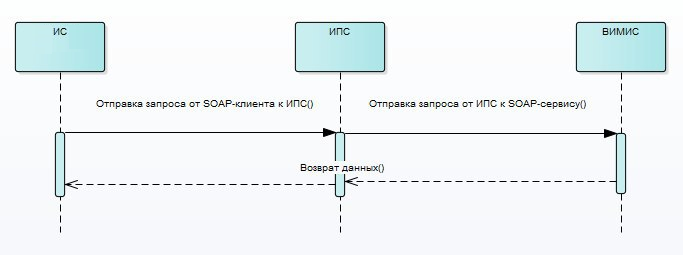 ИС
ИПС
ВИМИС
Отправка запроса от SOAP-клиента к ИПС()
Отправка запроса от ИПС к SOAP-сервису()
Возврат данных()